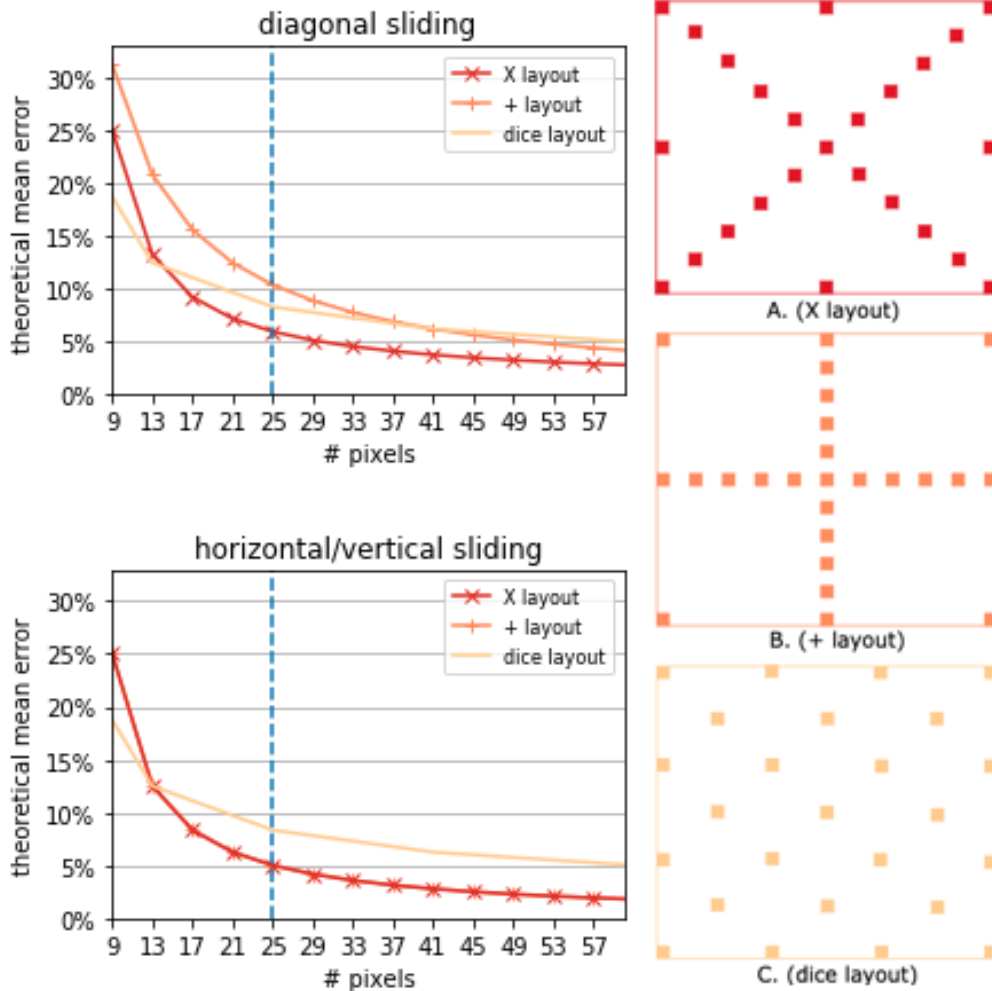 diagonal sliding
theoretical mean error
30%
25%
20%
15%
10%
5%
0%
X layout
+ layout
dice layout
9 13 17 21 25 29 33 37 41 45 49 53 57
# pixels
horizontal/vertical sliding
theoretical mean error
30%
25%
20%
15%
10%
5%
0%
X layout
+ layout
dice layout
9 13 17 21 25 29 33 37 41 45 49 53 57
# pixels
A. (X layout)
B. (+ layout)
C. (dice layout)